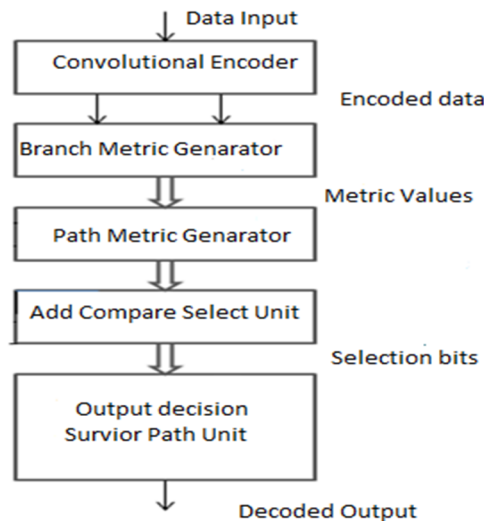 Data Input
Convolutional Encoder
Encoded data
Branch Metric Genarator
Metric Values
Path Metric Genarator
Add Compare Select Unit
Selection bits
Output decision
Survior Path Unit
Decoded Output